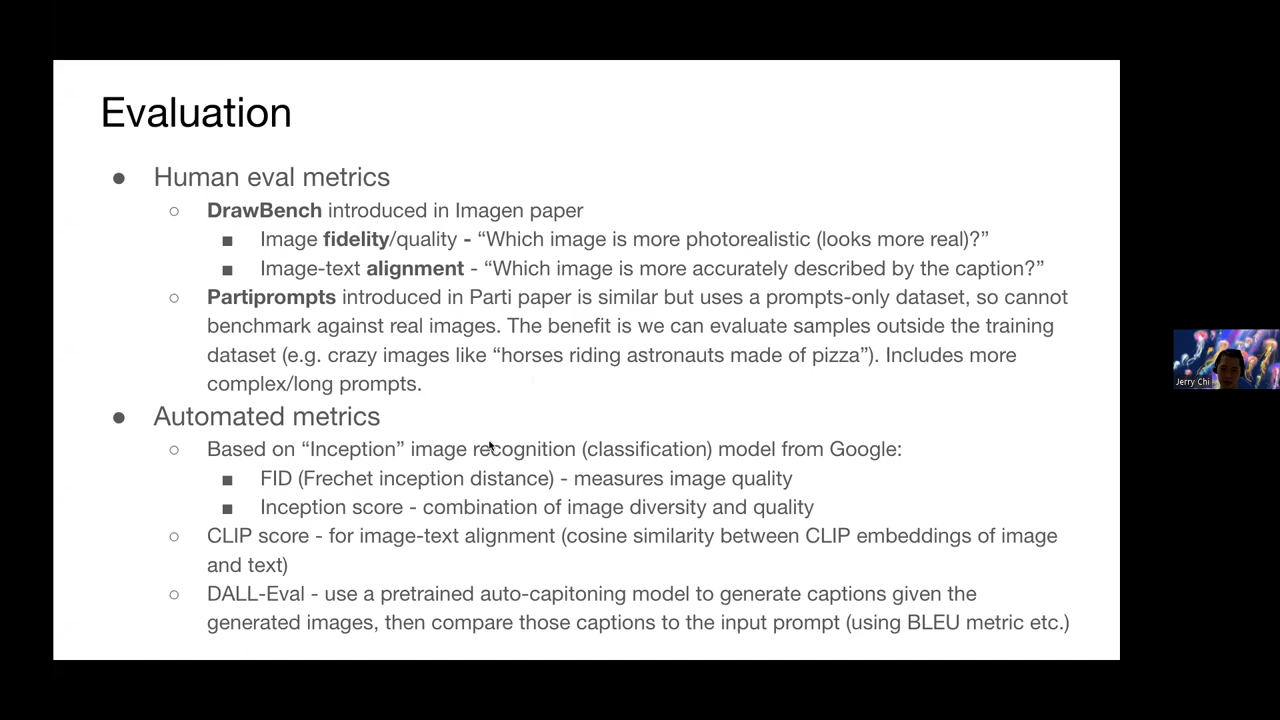 Evaluation
● Human eval metrics
○ DrawBench introduced in Imagen paper
■ Image fidelity/quality - “Which image is more photorealistic (looks more real)?”
■ Image-text alignment - “Which image is more accurately described by the caption?”
○ Partiprompts introduced in Parti paper is similar but uses a prompts-only dataset, so cannot
benchmark against real images. The benefit is we can evaluate samples outside the training
dataset (e.g. crazy images like “horses riding astronauts made of pizza”). Includes more
complex/long prompts.
● Automated metrics
○ Based on “Inception” image recognition (classification) model from Google:
■ FID (Frechet inception distance) - measures image quality
■ Inception score - combination of image diversity and quality
○ CLIP score - for image-text alignment (cosine similarity between CLIP embeddings of image
and text)
○ DALL-Eval - use a pretrained auto-capitoning model to generate captions given the
generated images, then compare those captions to the input prompt (using BLEU metric etc.)
Jerry Chi